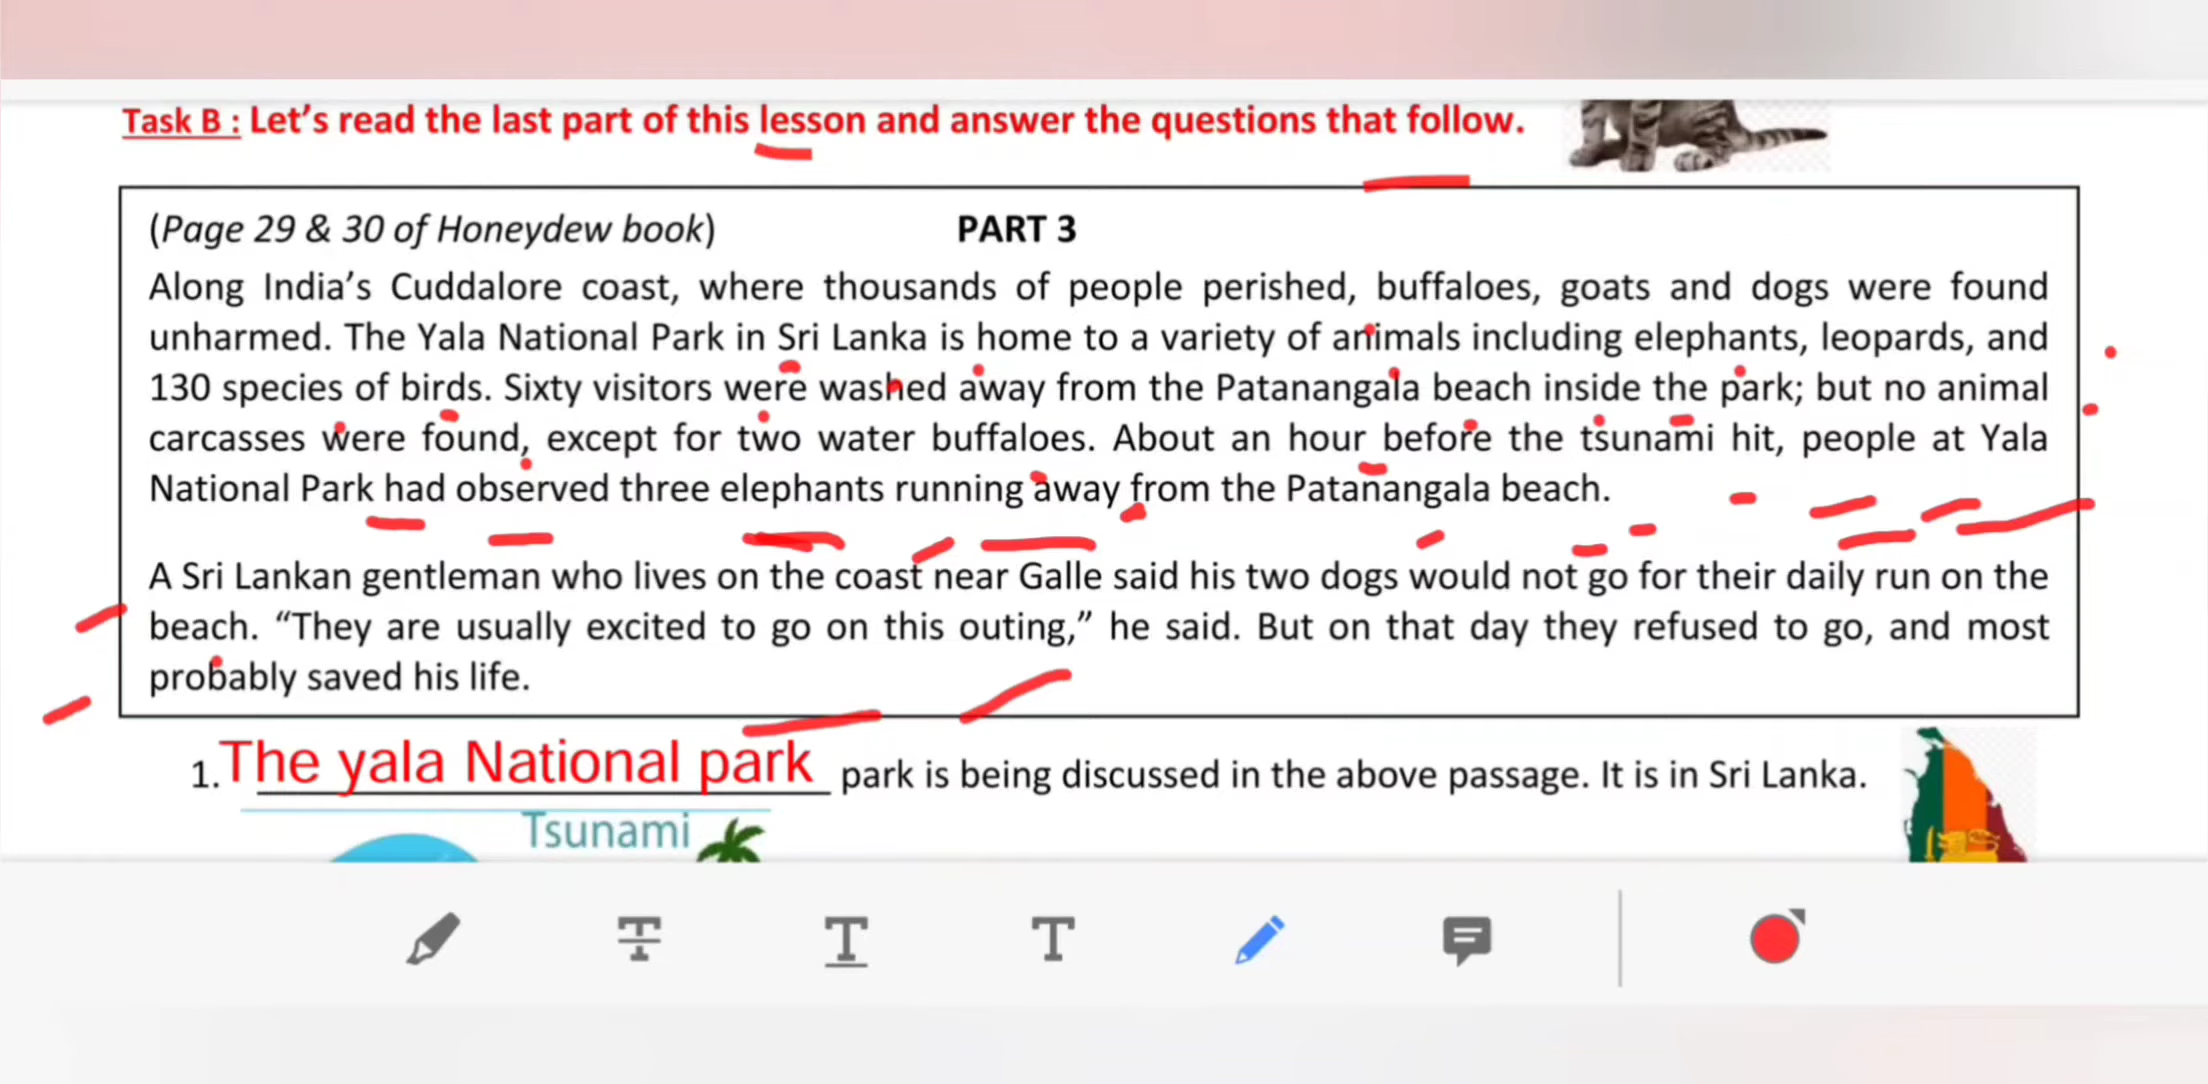 Task B : Let's read the last part of this lesson and answer the questions that follow.
(Page 29 & 30 of Honeydew book) PART 3
Along India's Cuddalore coast, where thousands of people perished, buffaloes, goats and dogs were found
unharmed. The Yala National Park in Sri Lanka is home to a variety of animals including elephants, leopards, and
130 species of birds. Sixty visitors were washed away from the Patanangala beach inside the park; but no animal
carcasses were found, except for two water buffaloes. About an hour before the tsunami hit, people at Yala
National Park had observed three elephants running away from the Patanangala beach.
A Sri Lankan gentleman who lives on the coast near Galle said his two dogs would not go for their daily run on the
beach. “They are usually excited to go on this outing,” he said. But on that day they refused to go, and most
probably saved his life.
1. The yala National park park is being discussed in the above passage. It is in Sri Lanka.
Tsunami